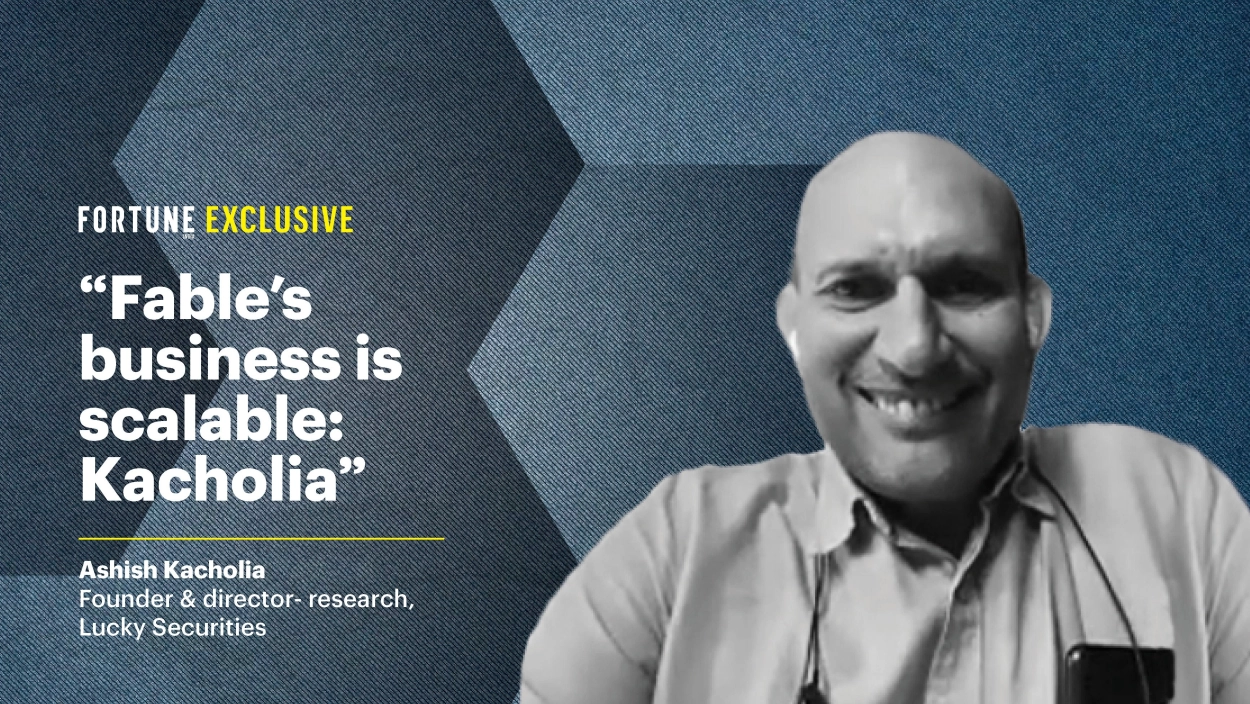 FORTUNE EXCLUSIVE
“Fable’s
business is
scalable:
Kacholia”
Ashish Kacholia
Founder & director- research,
Lucky Securities